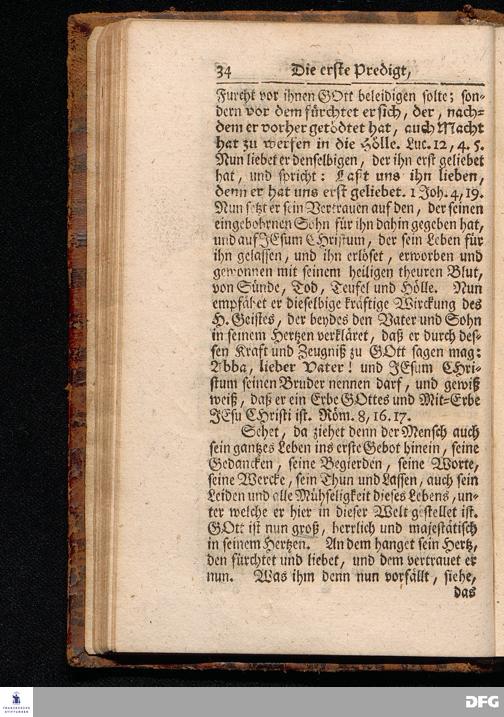 34 Die erste Predigt,
Furcht vor ihnen GOtt beleidigen solte; son-
dern vor dem fürchtet er sich, der, nach-
dem er vorher getödtet hat, auch Macht
hat zu werfen in die Hölle. Luc. 12, 4. 5.
Nun liebet er denselbigen, der ihn erst geliebet
hat, und spricht: Laßt uns ihn lieben,
denn er hat uns erst geliebet. 1 Joh. 4, 19.
Nun setzt er sein Vertrauen auf den, der seinen
eingebohrnen Sohn für ihn dahin gegeben hat,
und auf JEsum CHristum, der sein Leben für
ihn gelassen, und ihn erlöset, erworben und
gewonnen mit seinem heiligen theuren Blut,
von Sünde, Tod, Teufel und Hölle. Nun
empfähet er dieselbige kräftige Wirckung des
H. Geistes, der beydes den Vater und Sohn
in seinem Hertzen verkläret, daß er durch des-
sen Kraft und Zeugniß zu GOtt sagen mag:
Abba, lieber Vater! und JEsum CHri-
stum seinen Bruder nennen darf, und gewiß
weiß, daß er ein Erbe GOttes und Mit-Erbe
JEsu CHristi ist. Röm. 8, 16. 17.
Sehet, da ziehet denn der Mensch auch
sein gantzes Leben ins erste Gebot hinein, seine
Gedancken, seine Begierden, seine Worte,
seine Wercke, sein Thun und Lassen, auch sein
Leiden und alle Mühseligkeit dieses Lebens, un-
ter welche er hier in dieser Welt gestellet ist.
GOtt ist nun groß, herrlich und majestätisch
in seinem Hertzen. An dem hanget sein Hertz,
den fürchtet und liebet, und dem vertrauet er
nun. Was ihm denn nun vorfällt, siehe,
das
FRANCKESCHE
STIFTUNGEN
DFG